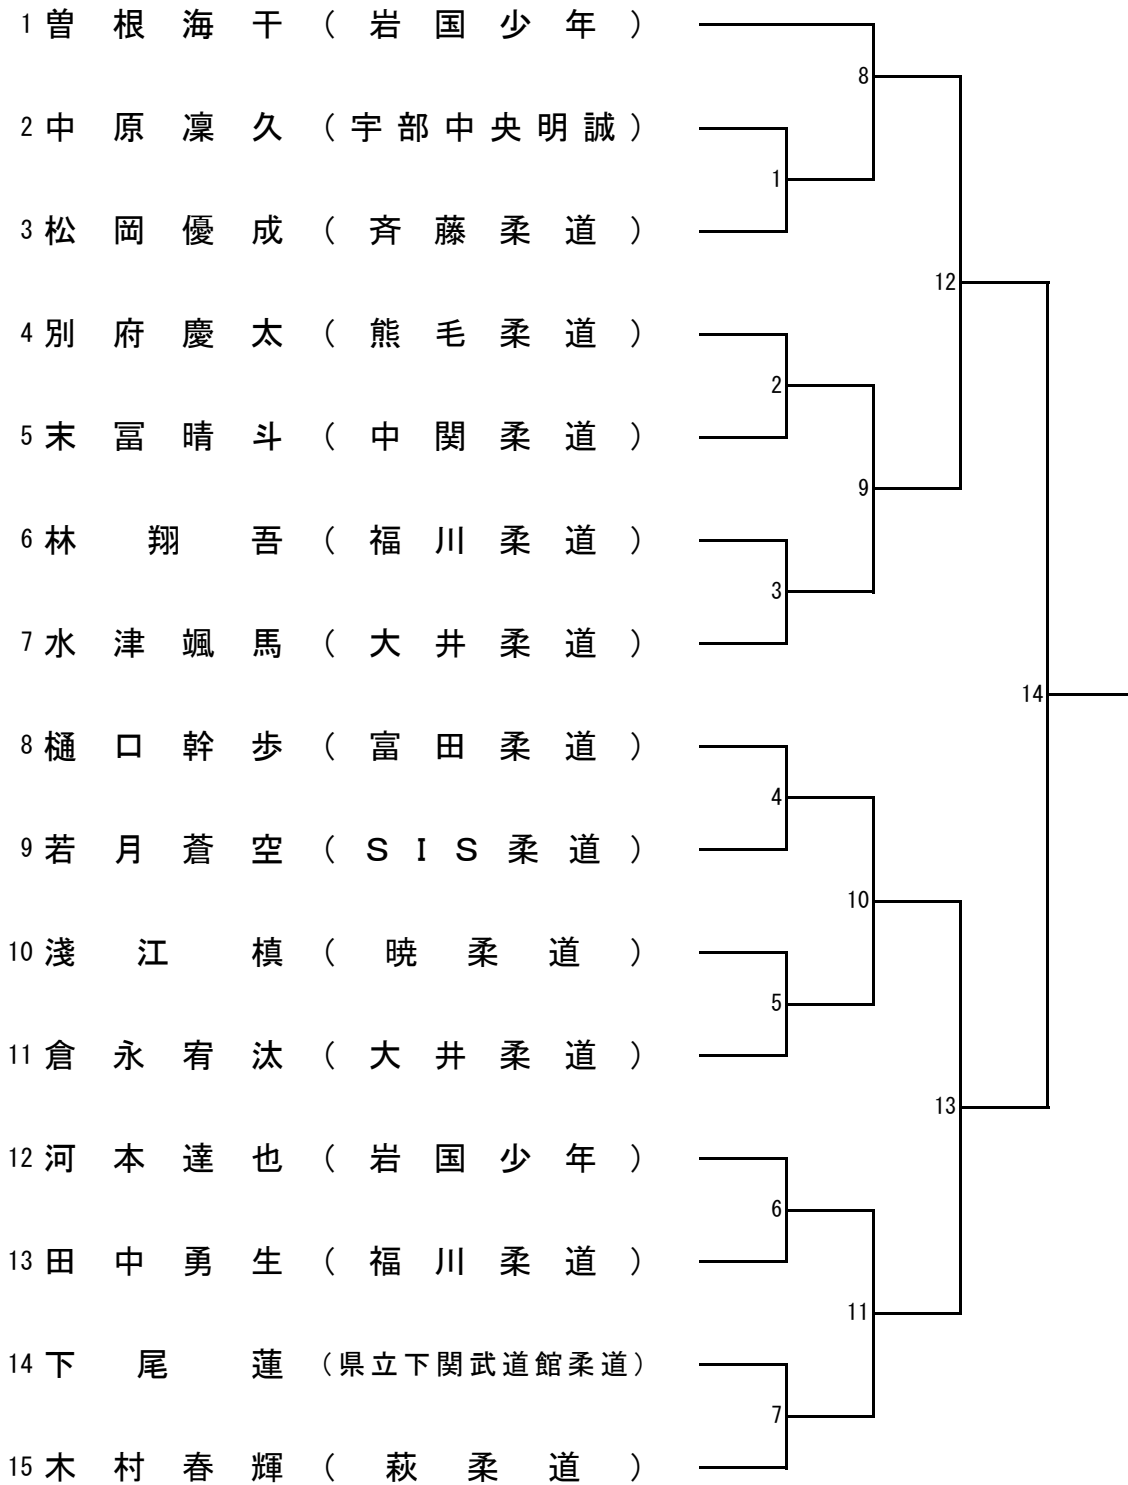 1 曽根海干 (岩国少年)
8
2 中原凜久 (宇部中央明誠)
1
3 松岡優成 (斉藤柔道)
12
4 別府慶太 (熊毛柔道)
2
5 末冨晴斗 (中関柔道)
9
6 林翔吾 (福川柔道)
3
7 水津颯馬 (大井柔道)
14
8 樋口幹歩 (富田柔道)
4
9 若月蒼空 (SIS柔道)
10
10 淺江槙 (暁柔道)
5
11 倉永宥汰 (大井柔道)
13
12 河本達也 (岩国少年)
6
13 田中勇生 (福川柔道)
11
14 下尾蓮 (県立下関武道館柔道)
7
15 木村春輝 (萩柔道)